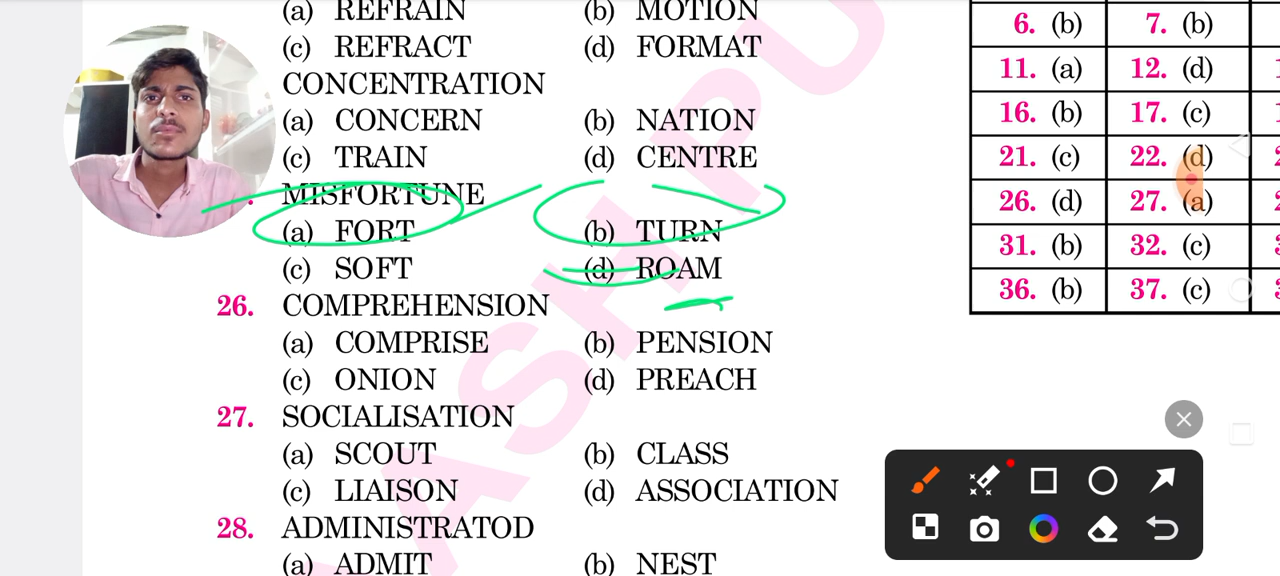 (a) REFRAIN (b) MOTION
(c) REFRACT (d) FORMAT
CONCENTRATION
(a) CONCERN (b) NATION
(c) TRAIN (d) CENTRE
MISFORTUNE
(a) FORT (b) TURN
(c) SOFT (d) ROAM
26. COMPREHENSION
(a) COMPRISE (b) PENSION
(c) ONION (d) PREACH
27. SOCIALISATION
(a) SCOUT (b) CLASS
(c) LIAISON (d) ASSOCIATION
28. ADMINISTRATOD
(a) ADMIT (b) NEST
6. (b) 7. (b)
11. (a) 12. (d)
16. (b) 17. (c)
21. (c) 22. (d)
26. (d) 27. (a)
31. (b) 32. (c)
36. (b) 37. (c)
ASH PU